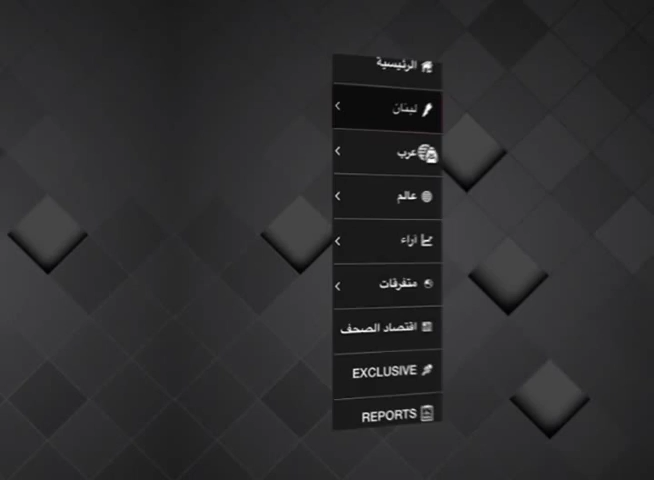 الرئيسية
لبنان
عرب
عالم
آراء
متفرقات
اقتصاد الصحف
EXCLUSIVE
REPORTS